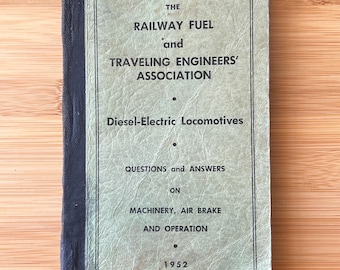 THE
RAILWAY FUEL
and
TRAVELING ENGINEERS'
ASSOCIATION
Diesel-Electric Locomotives
QUESTIONS and ANSWERS
ON
MACHINERY, AIR BRAKE
AND OPERATION
1952